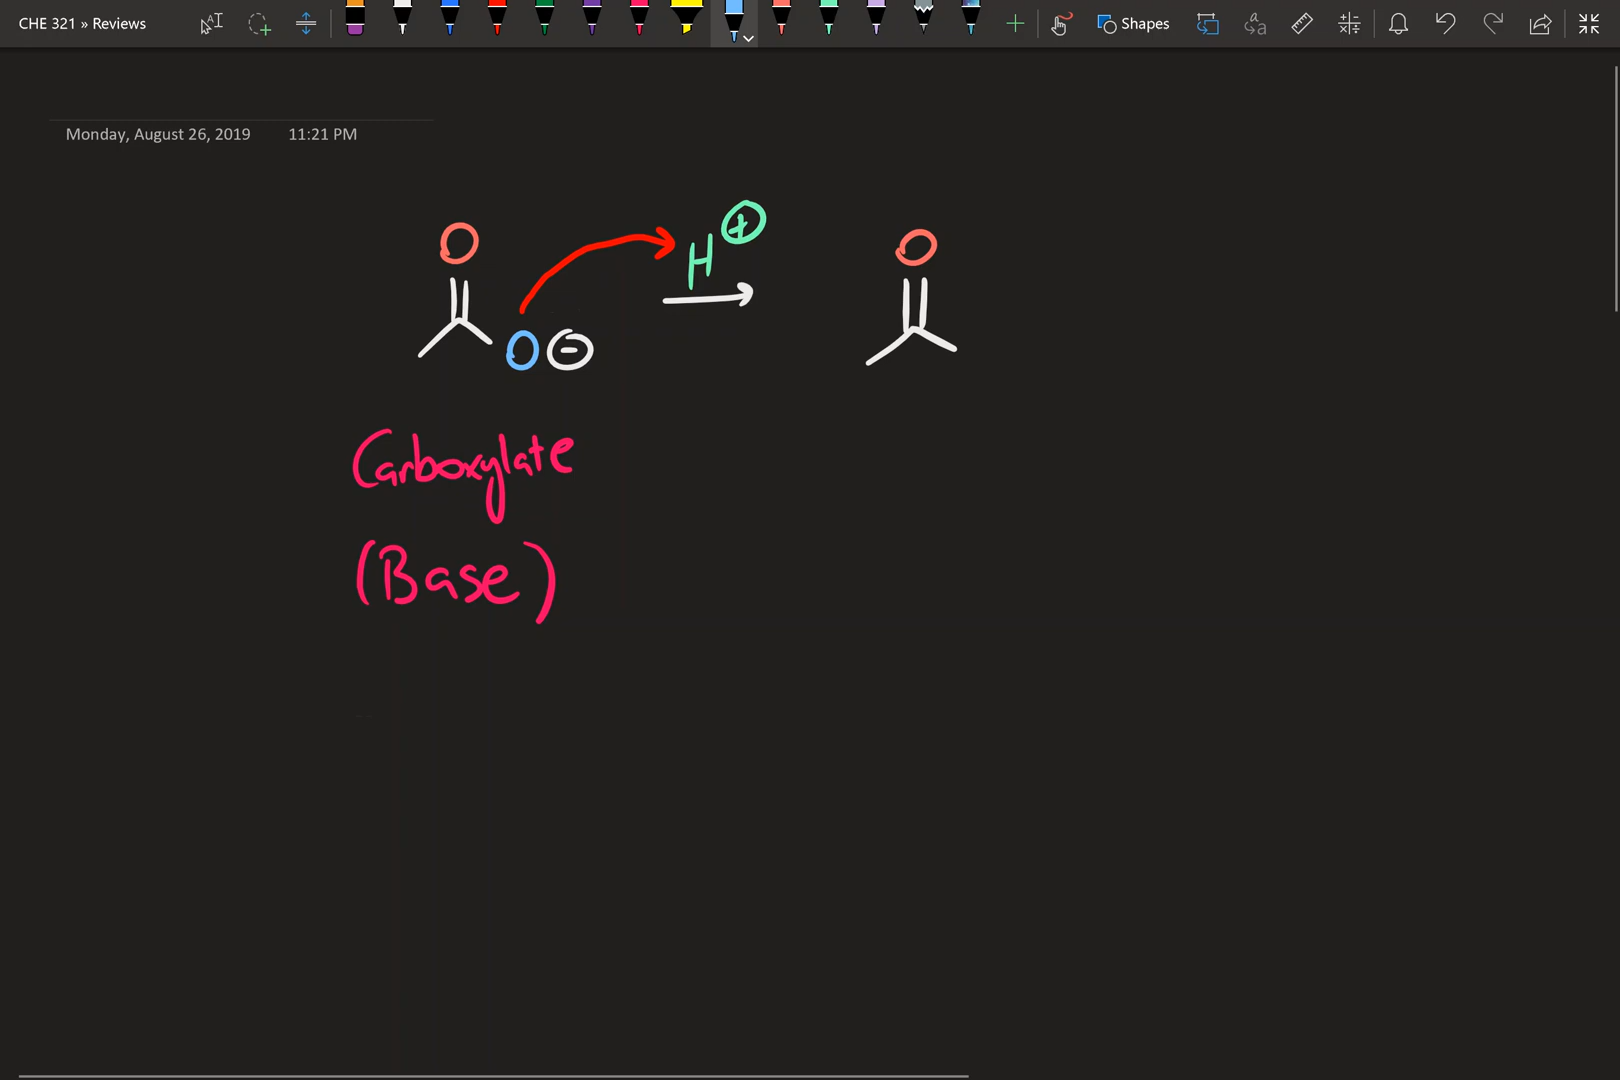 CHE 321 » Reviews
Shapes
Monday, August 26, 2019 11:21 PM
O H ⊕ O
O ⊖
Carboxylate
(Base)